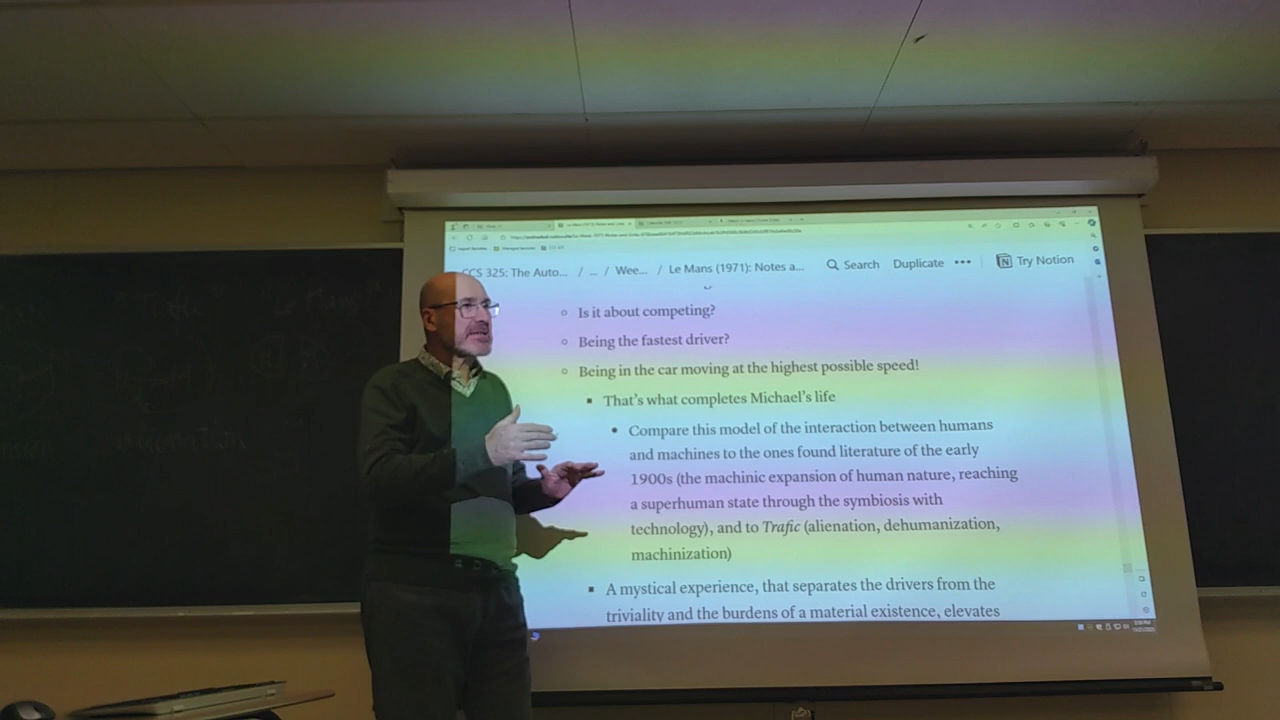 CCS 325: The Auto... / ... / Wee... / Le Mans (1971): Notes a... Search Duplicate ••• Try Notion
Is it about competing?
Being the fastest driver?
Being in the car moving at the highest possible speed!
That's what completes Michael's life
Compare this model of the interaction between humans
and machines to the ones found literature of the early
1900s (the machinic expansion of human nature, reaching
a superhuman state through the symbiosis with
technology), and to Trafic (alienation, dehumanization,
machinization)
A mystical experience, that separates the drivers from the
triviality and the burdens of a material existence, elevates